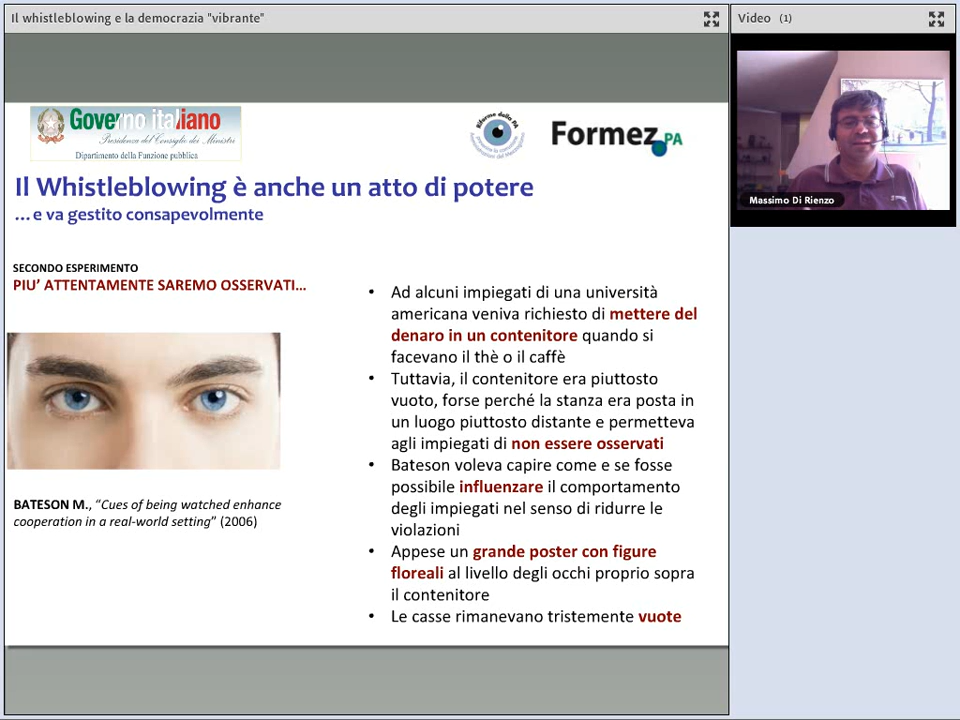 Il whistleblowing e la democrazia "vibrante"
Video (1)
Governo italiano
Presidenza del Consiglio dei Ministri
Dipartimento della Funzione pubblica
Riforma della PA
Formez PA
Massimo Di Rienzo
Il Whistleblowing è anche un atto di potere
...e va gestito consapevolmente
SECONDO ESPERIMENTO
PIU’ ATTENTAMENTE SAREMO OSSERVATI...
BATESON M., “Cues of being watched enhance
cooperation in a real-world setting” (2006)
• Ad alcuni impiegati di una università
americana veniva richiesto di mettere del
denaro in un contenitore quando si
facevano il thè o il caffè
• Tuttavia, il contenitore era piuttosto
vuoto, forse perché la stanza era posta in
un luogo piuttosto distante e permetteva
agli impiegati di non essere osservati
• Bateson voleva capire come e se fosse
possibile influenzare il comportamento
degli impiegati nel senso di ridurre le
violazioni
• Appese un grande poster con figure
floreali al livello degli occhi proprio sopra
il contenitore
• Le casse rimanevano tristemente vuote